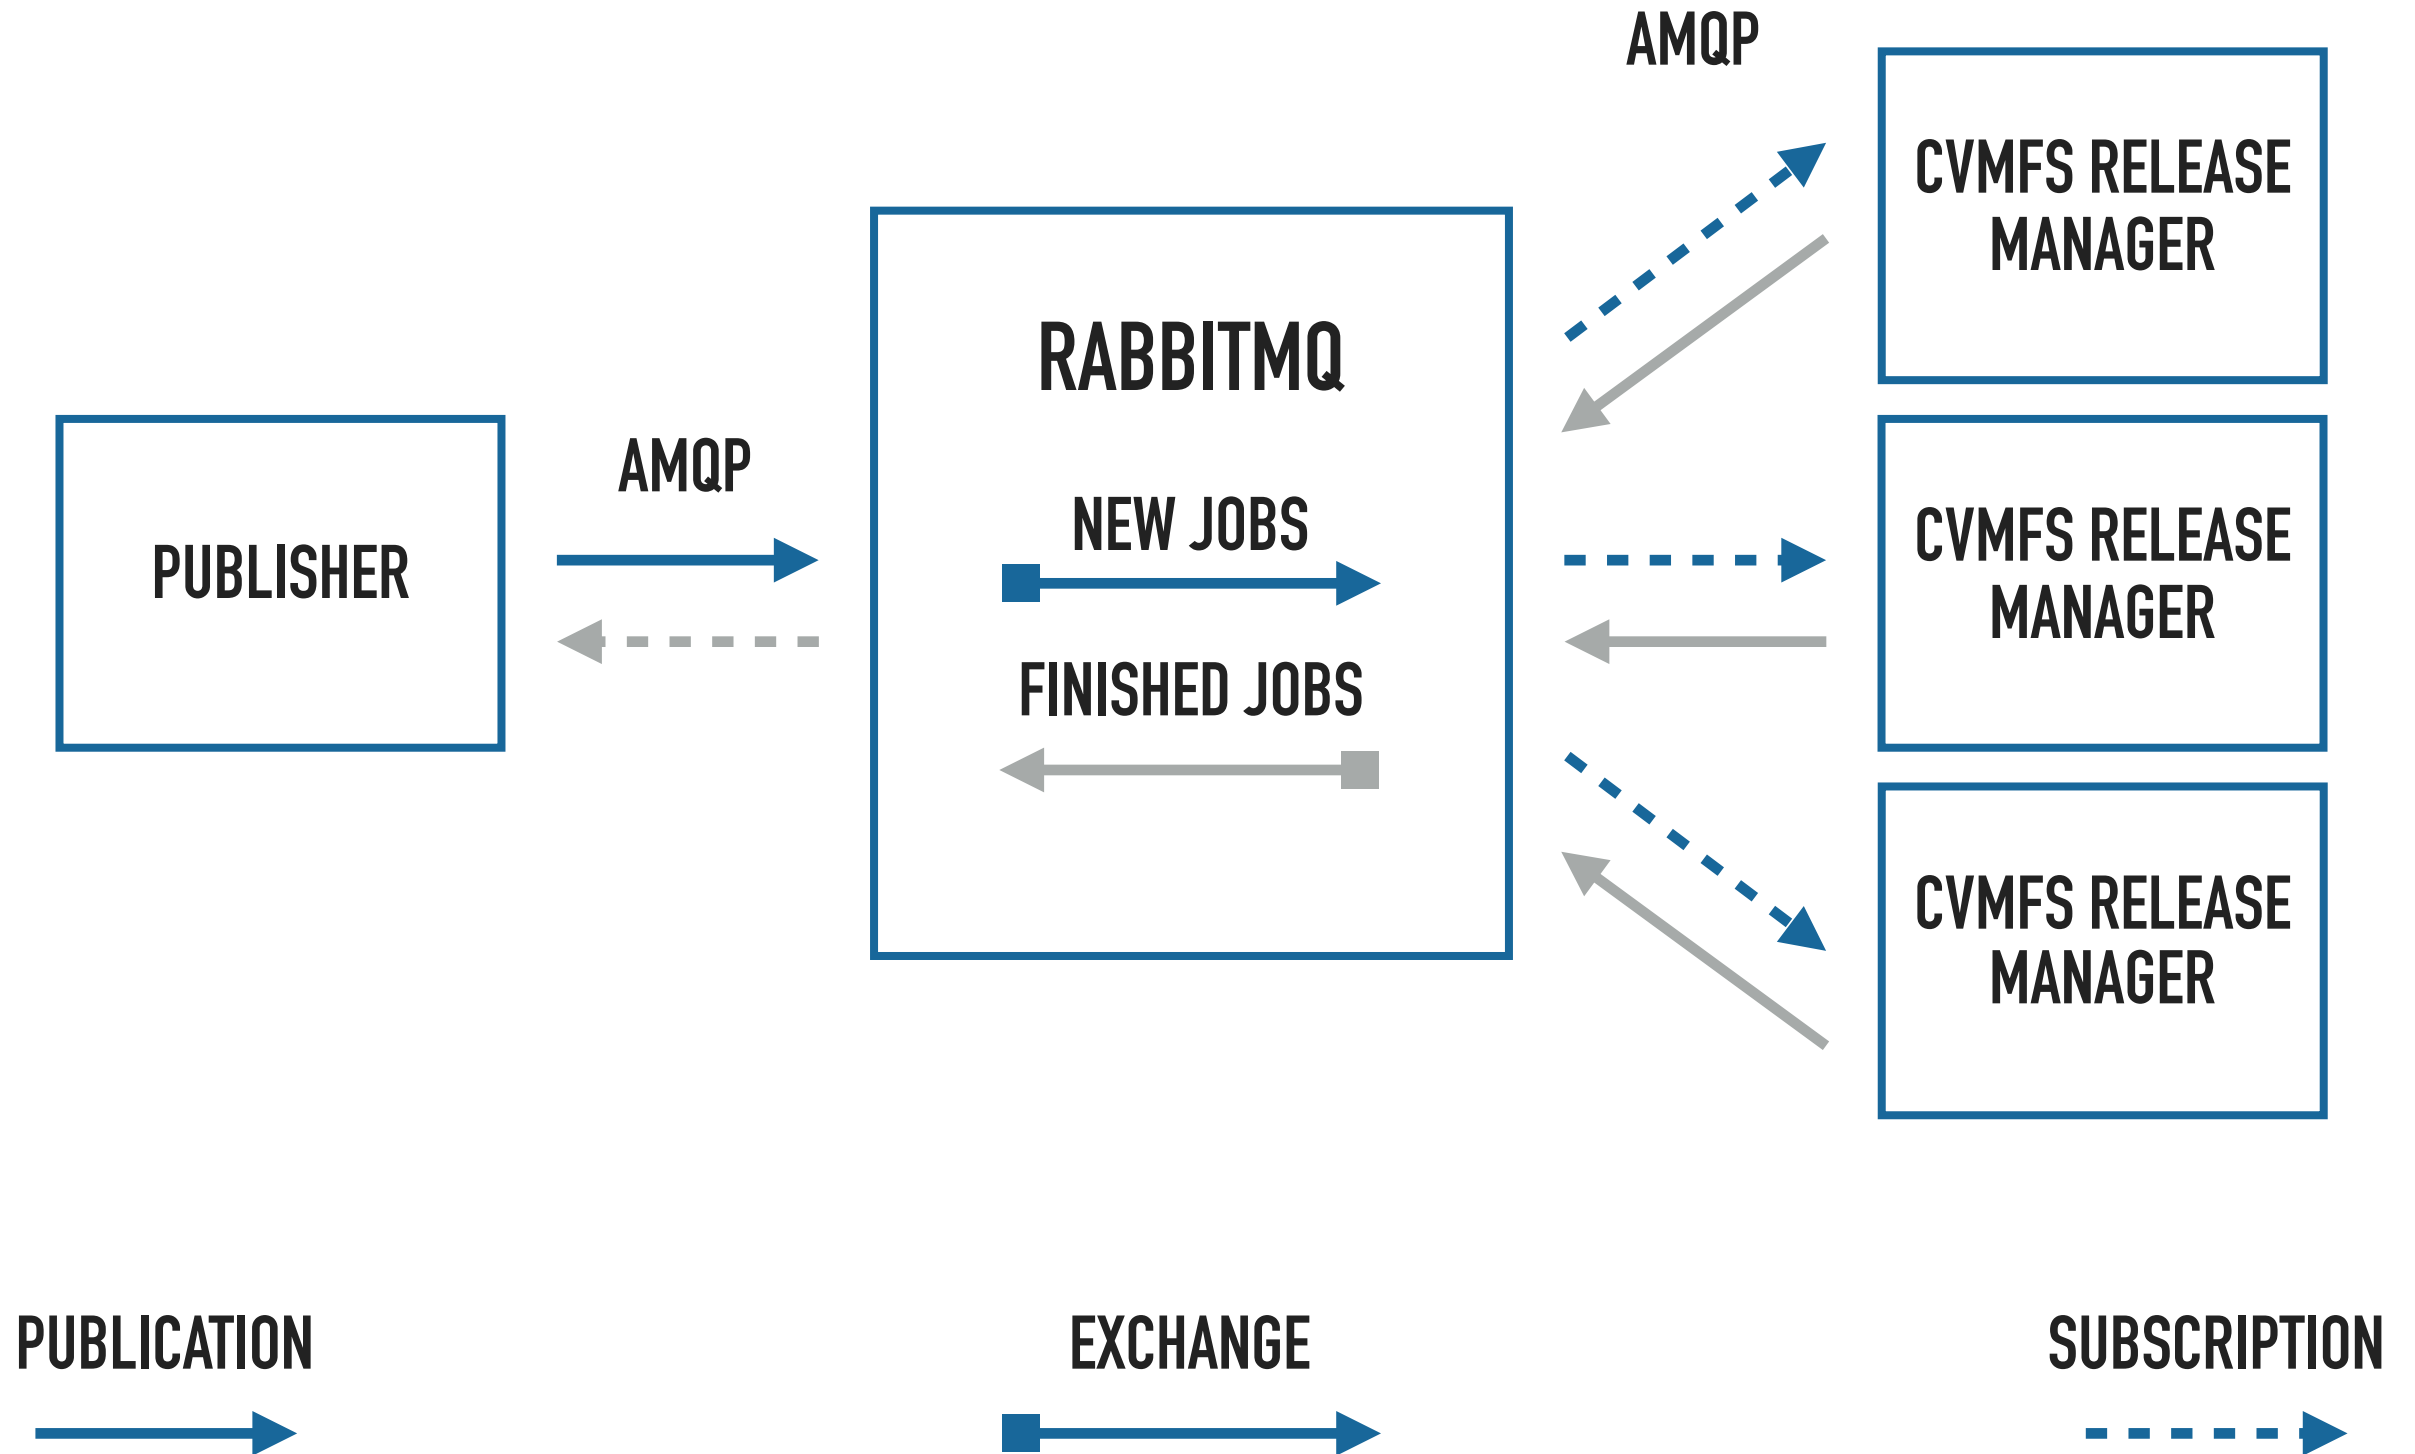 AMQP
CVMFS RELEASE
MANAGER
RABBITMQ
AMQP
NEW JOBS
CVMFS RELEASE
MANAGER
PUBLISHER
FINISHED JOBS
CVMFS RELEASE
MANAGER
PUBLICATION
EXCHANGE
SUBSCRIPTION